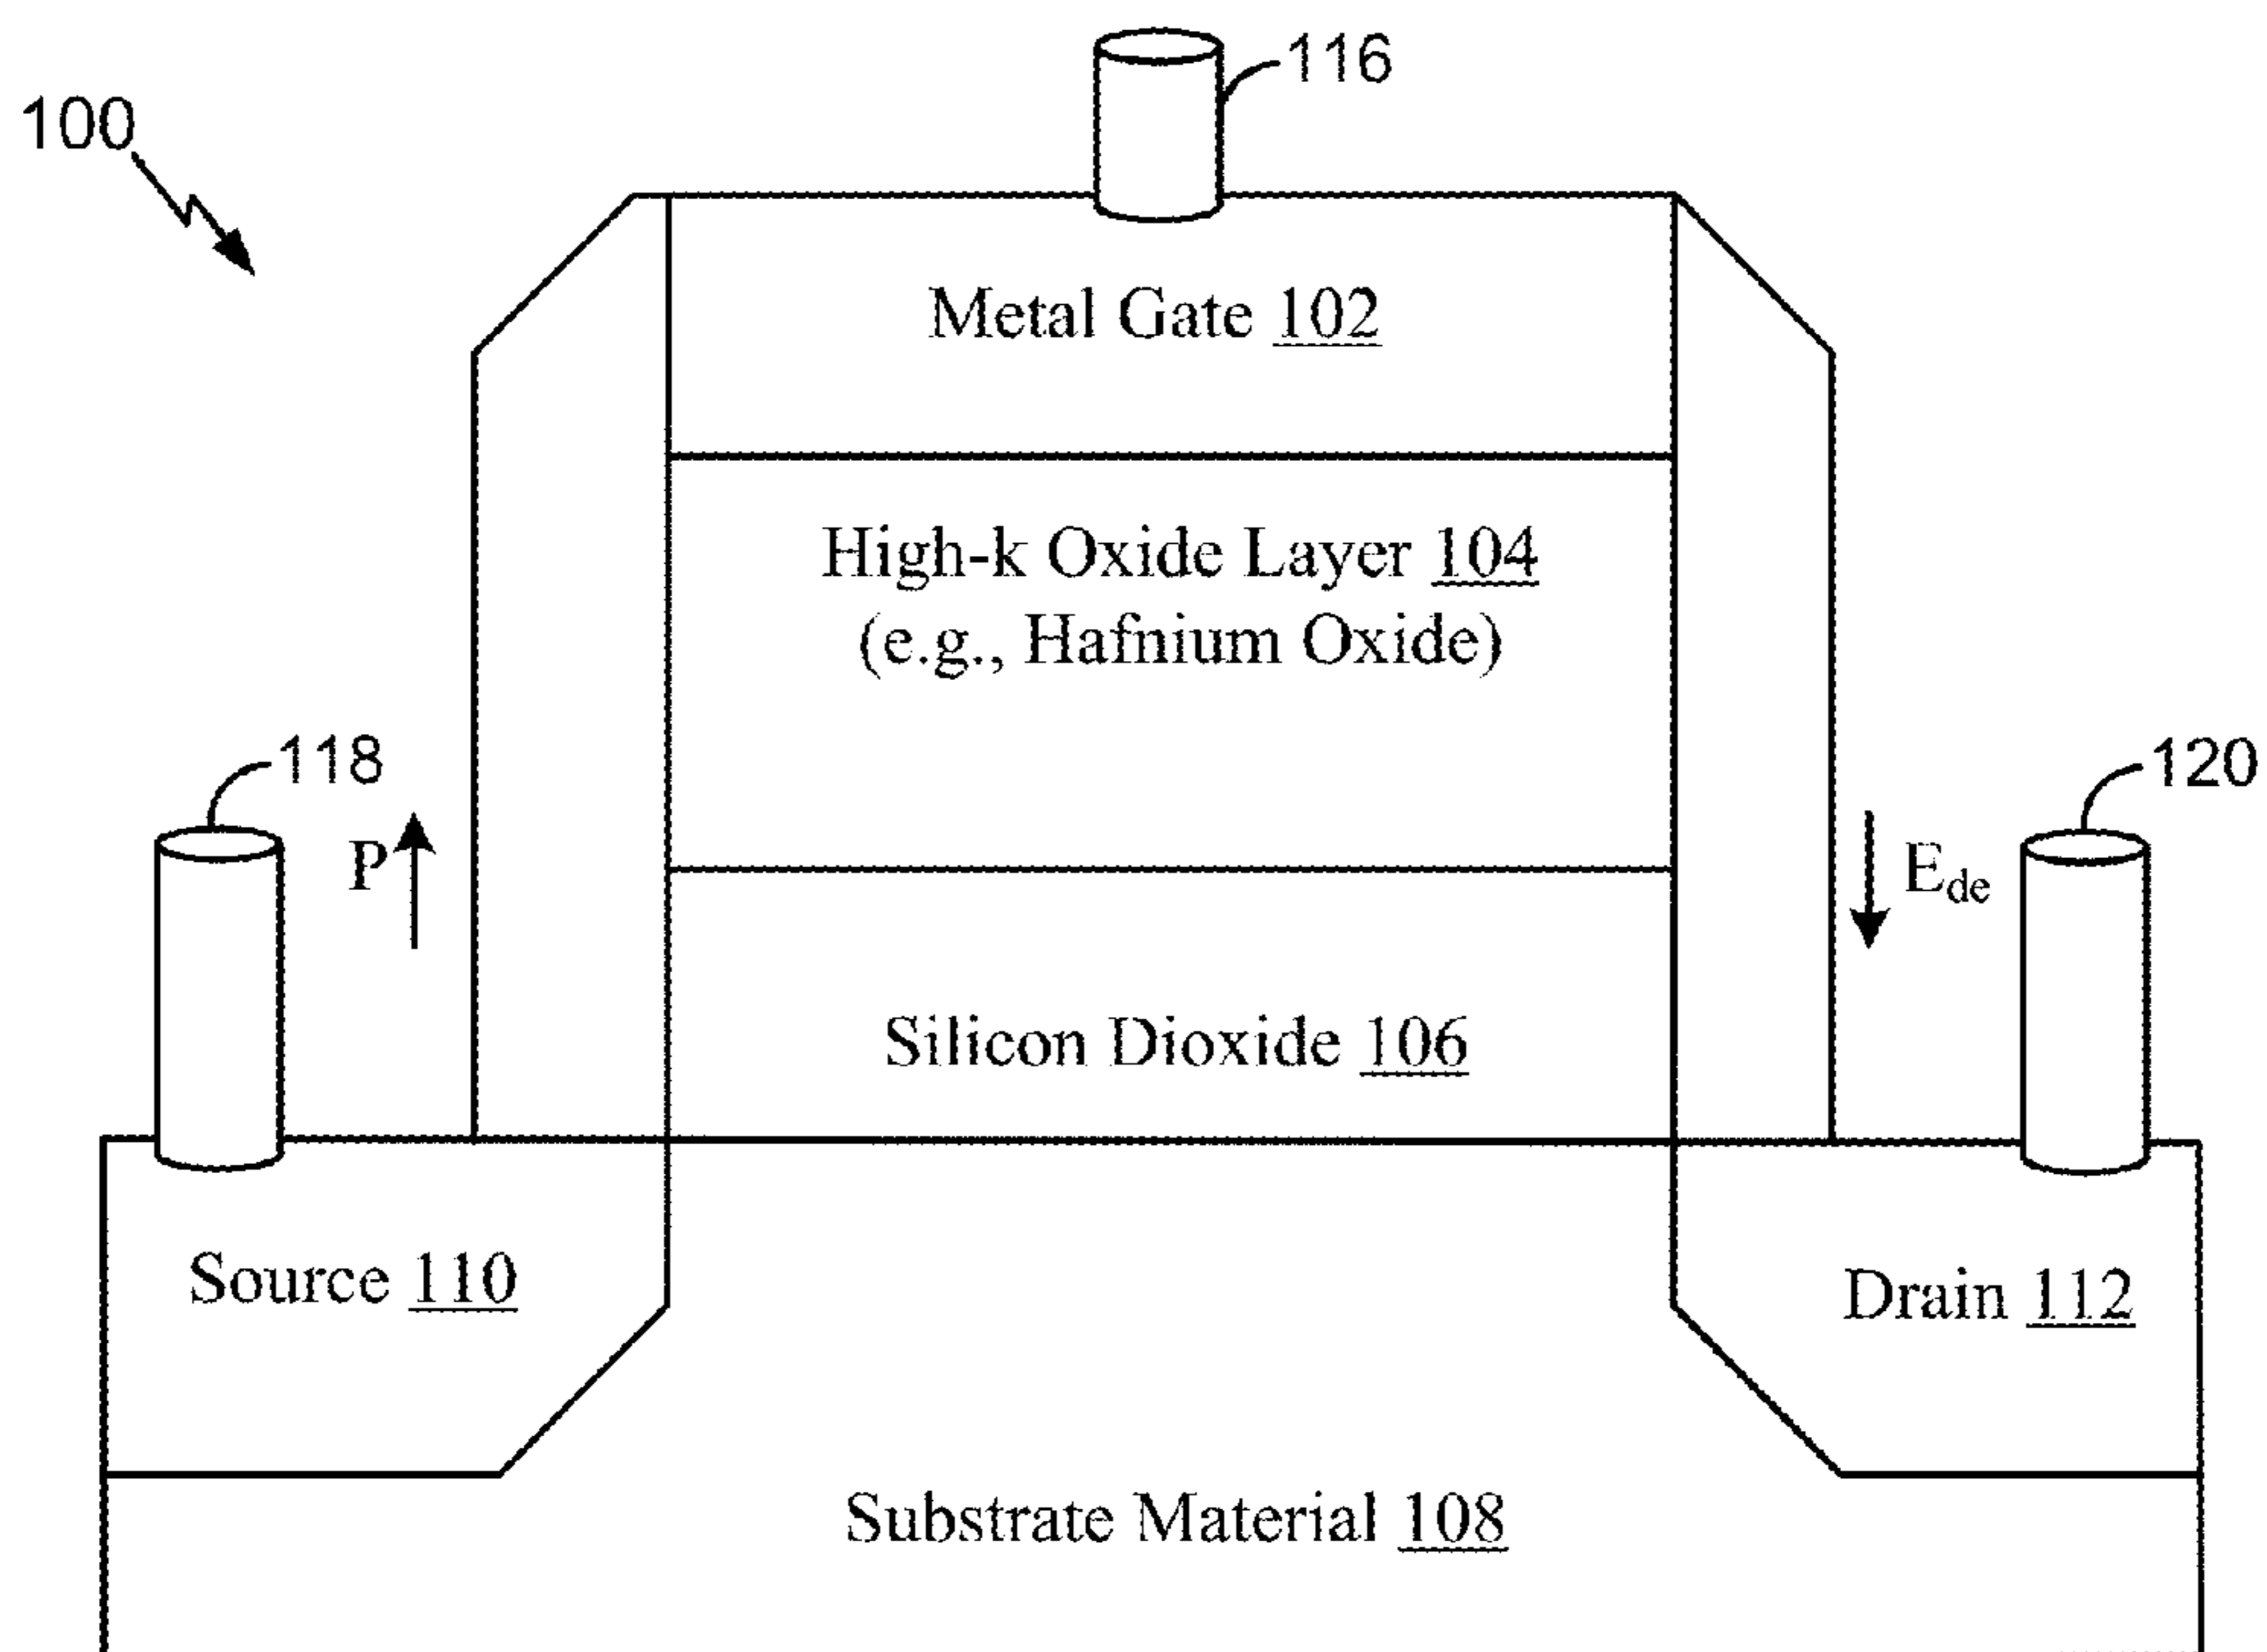 116
100
Metal Gate 102
High-k Oxide Layer 104
(e.g., Hafnium Oxide)
118
120
P
Ede
Silicon Dioxide 106
Source 110
Drain 112
Substrate Material 108